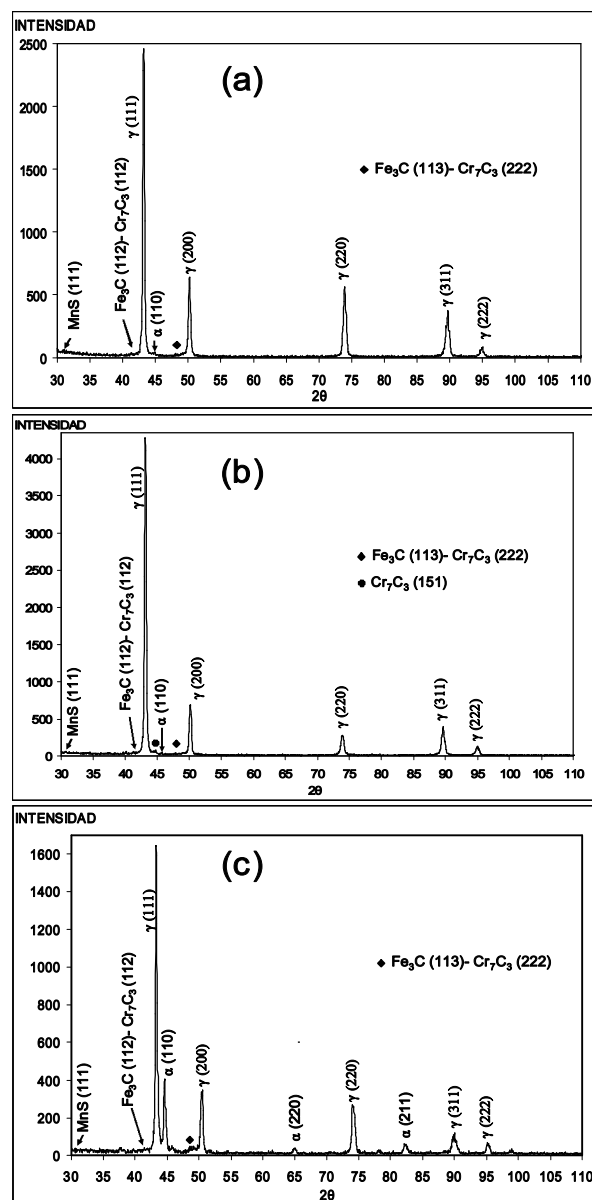 INTENSIDAD
(a)
2500
2000
1500
1000
500
0
MnS (111)
Fe₃C (112)- Cr₇C₃ (112)
γ (111)
α (110)
γ (200)
γ (220)
γ (311)
γ (222)
◆ Fe₃C (113)- Cr₇C₃ (222)
30 35 40 45 50 55 60 65 70 75 80 85 90 95 100 105 110
2θ
INTENSIDAD
(b)
4000
3500
3000
2500
2000
1500
1000
500
0
MnS (111)
Fe₃C (112)- Cr₇C₃ (112)
γ (111)
α (110)
γ (200)
γ (220)
γ (311)
γ (222)
◆ Fe₃C (113)- Cr₇C₃ (222)
● Cr₇C₃ (151)
30 35 40 45 50 55 60 65 70 75 80 85 90 95 100 105 110
2θ
INTENSIDAD
(c)
1600
1400
1200
1000
800
600
400
200
0
MnS (111)
Fe₃C (112)- Cr₇C₃ (112)
γ (111)
α (110)
γ (200)
α (220)
γ (220)
α (211)
γ (311)
γ (222)
◆ Fe₃C (113)- Cr₇C₃ (222)
30 35 40 45 50 55 60 65 70 75 80 85 90 95 100 105 110
2θ